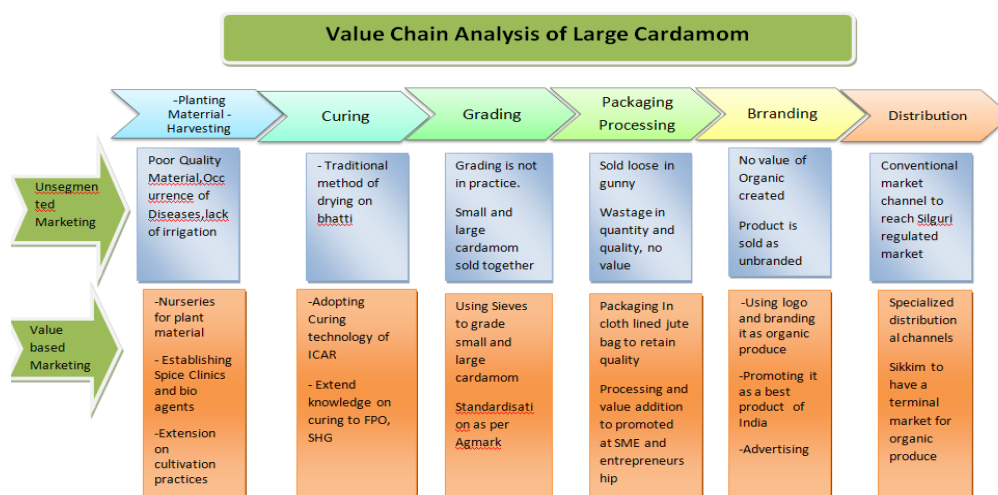 Value Chain Analysis of Large Cardamom
-Planting
Materrial -
Harvesting
Curing
Grading
Packaging
Processing
Brranding
Distribution
Unsegmen
ted
Marketing
Poor Quality
Material,Occ
urrence of
Diseases,lack
of irrigation
- Traditional
method of
drying on
bhatti
Grading is not
in practice.
Small and
large
cardamom
sold together
Sold loose in
gunny
Wastage in
quantity and
quality, no
value
No value of
Organic
created
Product is
sold as
unbranded
Conventional
market
channel to
reach Silguri
regulated
market
Value
based
Marketing
-Nurseries
for plant
material
- Establishing
Spice Clinics
and bio
agents
-Extension
on
cultivation
practices
-Adopting
Curing
technology of
ICAR
- Extend
knowledge on
curing to FPO,
SHG
Using Sieves
to grade
small and
large
cardamom
Standardisati
on as per
Agmark
Packaging In
cloth lined jute
bag to retain
quality
Processing and
value addition
to promoted
at SME and
entrepreneurs
hip
-Using logo
and branding
it as organic
produce
-Promoting it
as a best
product of
India
-Advertising
Specialized
distribution
al channels
Sikkim to
have a
terminal
market for
organic
produce